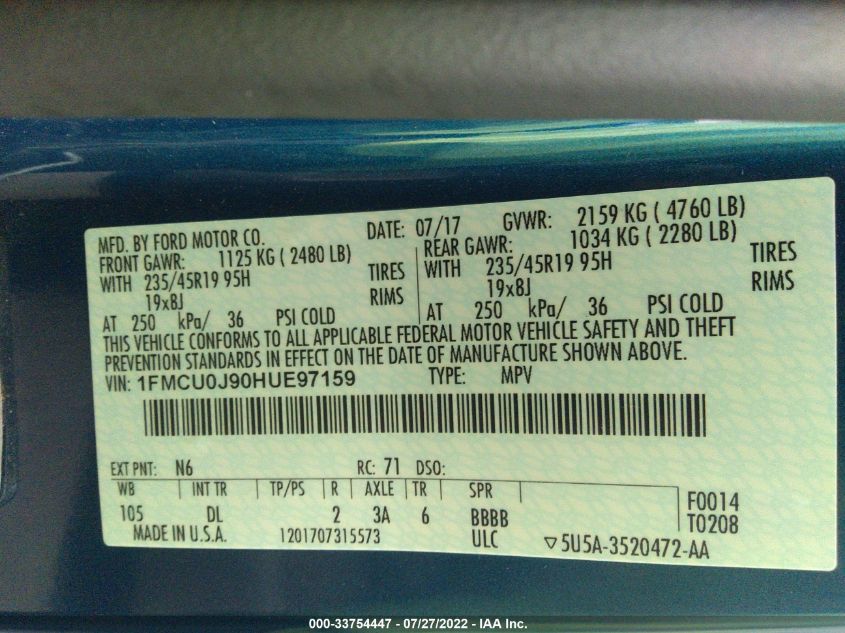 MFD. BY FORD MOTOR CO. DATE: 07/17 GVWR: 2159 KG ( 4760 LB)
FRONT GAWR: 1125 KG ( 2480 LB) REAR GAWR: 1034 KG ( 2280 LB)
WITH 235/45R19 95H TIRES WITH 235/45R19 95H TIRES
19x8J RIMS 19x8J RIMS
AT 250 kPa/ 36 PSI COLD AT 250 kPa/ 36 PSI COLD
THIS VEHICLE CONFORMS TO ALL APPLICABLE FEDERAL MOTOR VEHICLE SAFETY AND THEFT
PREVENTION STANDARDS IN EFFECT ON THE DATE OF MANUFACTURE SHOWN ABOVE.
VIN: 1FMCU0J90HUE97159 TYPE: MPV
EXT PNT: N6 RC: 71 DSO:
WB INT TR TP/PS R AXLE TR SPR
105 DL 2 3A 6 BBBB
F0014
T0208
MADE IN U.S.A. 1201707315573 ULC ▽5U5A-3520472-AA
000-33754447 - 07/27/2022 - IAA Inc.